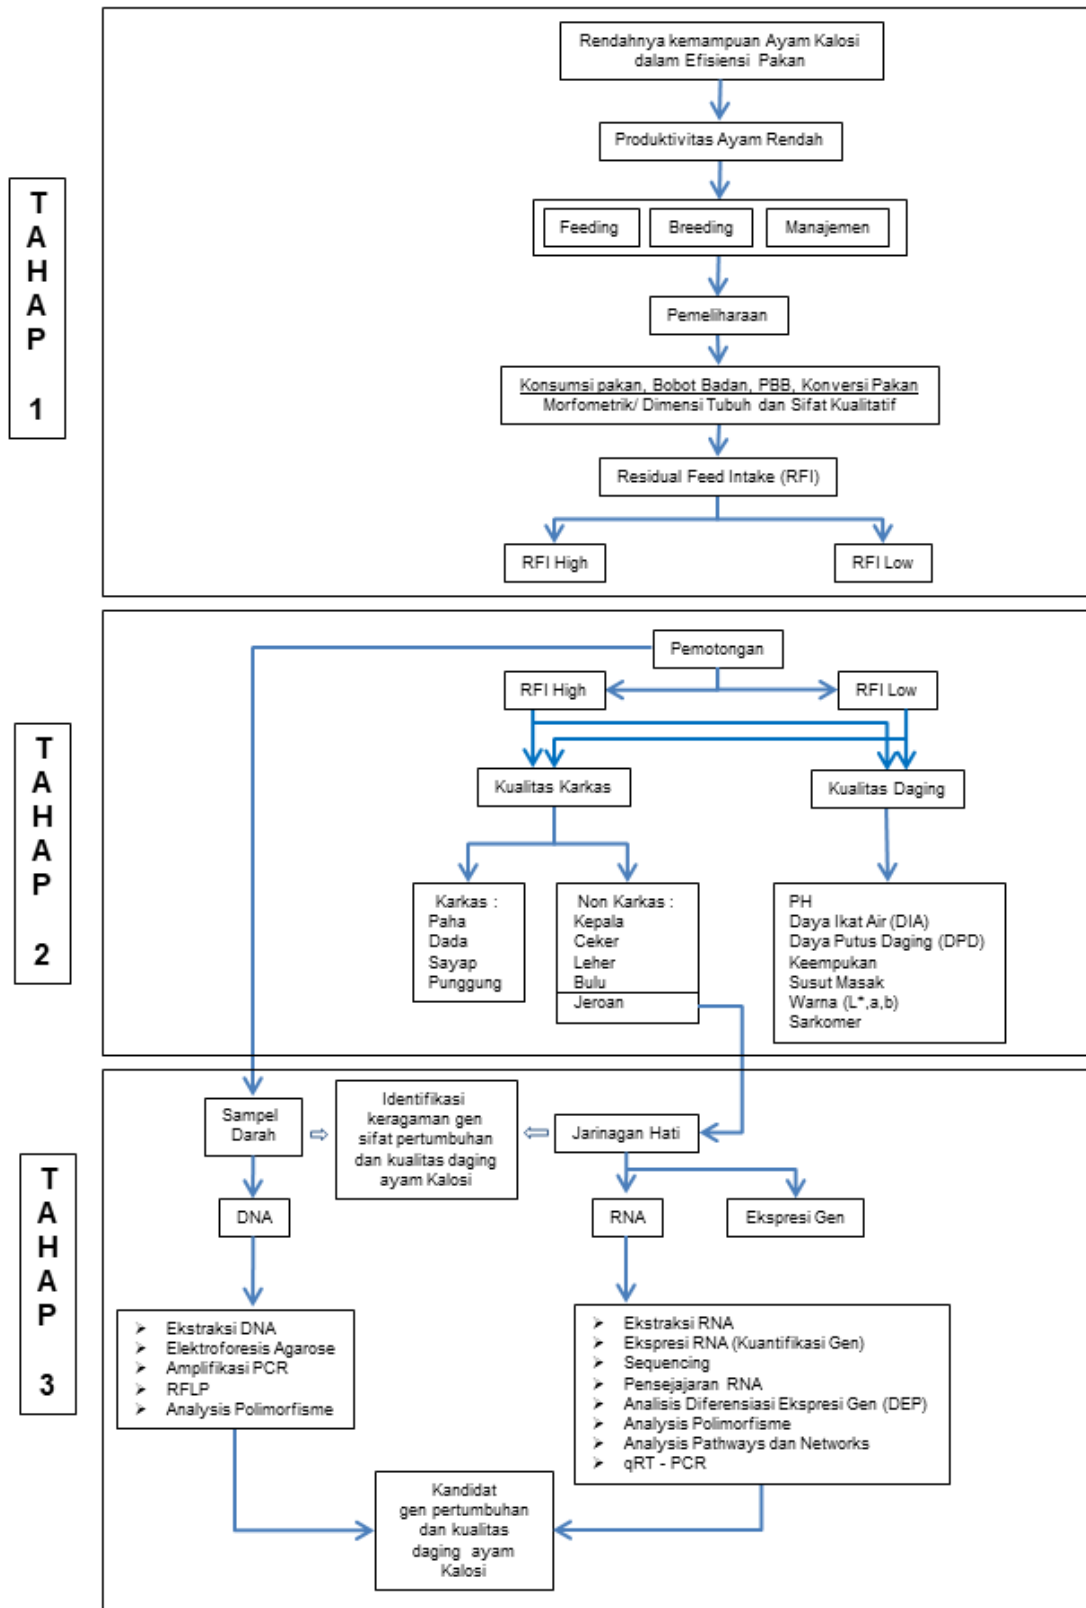 TAHAP 1
Rendahnya kemampuan Ayam Kalosi
dalam Efisiensi Pakan
Produktivitas Ayam Rendah
Feeding
Breeding
Manajemen
Pemeliharaan
Konsumsi pakan, Bobot Badan, PBB, Konversi Pakan
Morfometrik/ Dimensi Tubuh dan Sifat Kualitatif
Residual Feed Intake (RFI)
RFI High
RFI Low
TAHAP 2
Pemotongan
RFI High
RFI Low
Kualitas Karkas
Kualitas Daging
Karkas :
Paha
Dada
Sayap
Punggung
Non Karkas :
Kepala
Ceker
Leher
Bulu
Jeroan
PH
Daya Ikat Air (DIA)
Daya Putus Daging (DPD)
Keempukan
Susut Masak
Warna (L*,a,b)
Sarkomer
TAHAP 3
Sampel
Darah
Identifikasi
keragaman gen
sifat pertumbuhan
dan kualitas daging
ayam Kalosi
Jarinagan Hati
DNA
RNA
Ekspresi Gen
➢ Ekstraksi DNA
➢ Elektroforesis Agarose
➢ Amplifikasi PCR
➢ RFLP
➢ Analysis Polimorfisme
➢ Ekstraksi RNA
➢ Ekspresi RNA (Kuantifikasi Gen)
➢ Sequencing
➢ Pensejajaran RNA
➢ Analisis Diferensiasi Ekspresi Gen (DEP)
➢ Analysis Polimorfisme
➢ Analysis Pathways dan Networks
➢ qRT - PCR
Kandidat
gen pertumbuhan
dan kualitas
daging ayam
Kalosi